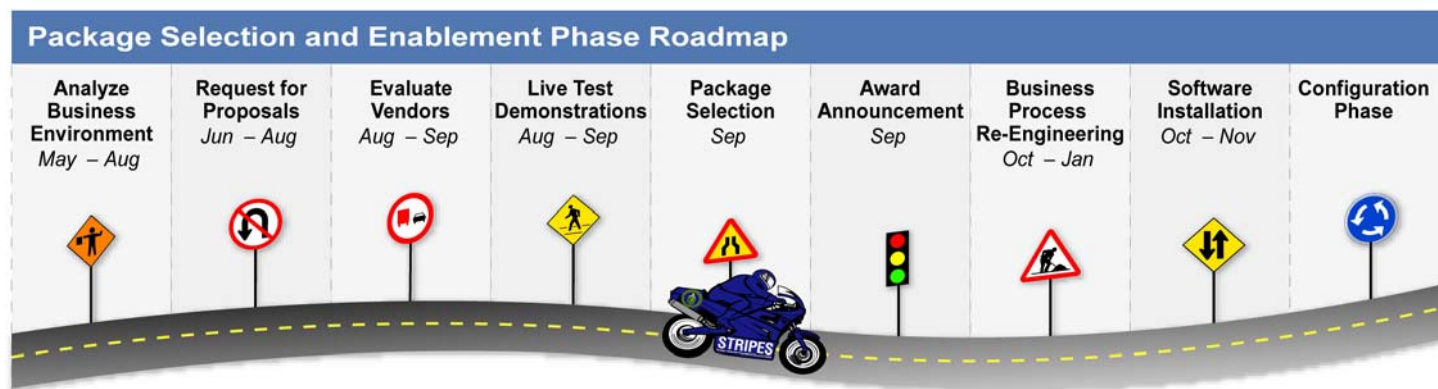 Package Selection and Enablement Phase Roadmap
Analyze
Business
Environment
May – Aug
Request for
Proposals
Jun – Aug
Evaluate
Vendors
Aug – Sep
Live Test
Demonstrations
Aug – Sep
Package
Selection
Sep
Award
Announcement
Sep
Business
Process
Re-Engineering
Oct – Jan
Software
Installation
Oct – Nov
Configuration
Phase
STRIPES